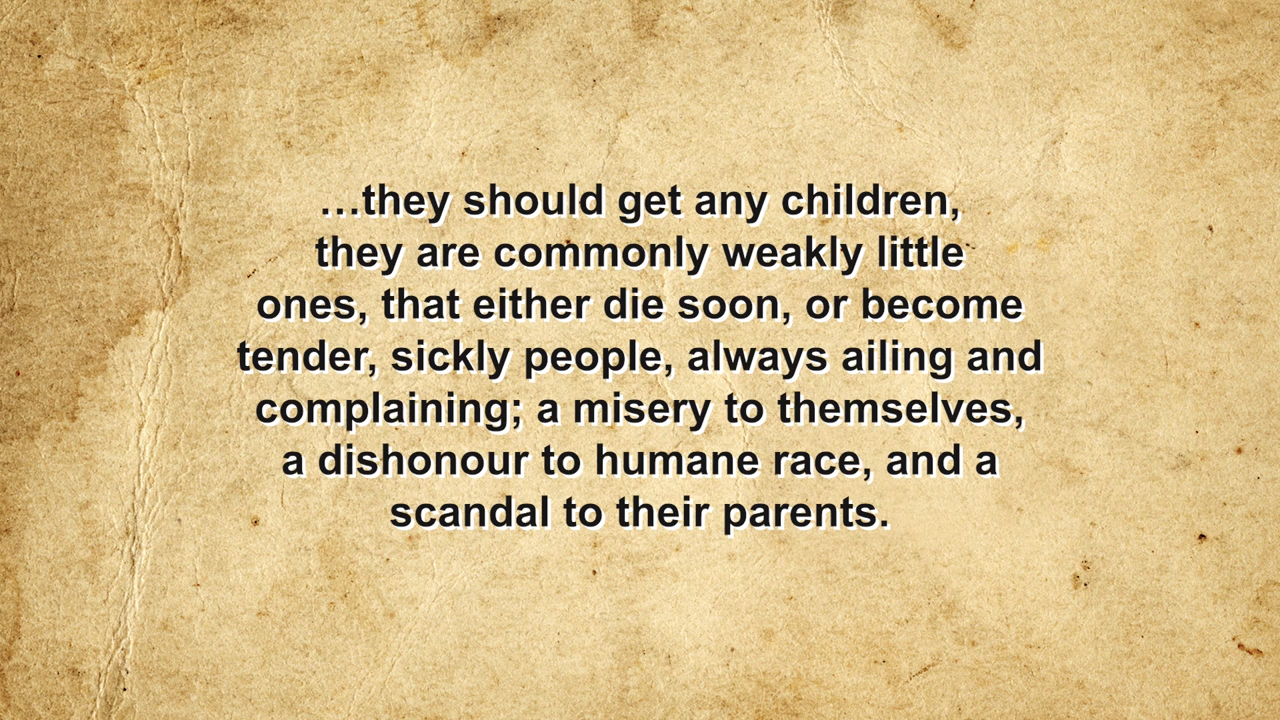 …they should get any children,
they are commonly weakly little
ones, that either die soon, or become
tender, sickly people, always ailing and
complaining; a misery to themselves,
a dishonour to humane race, and a
scandal to their parents.